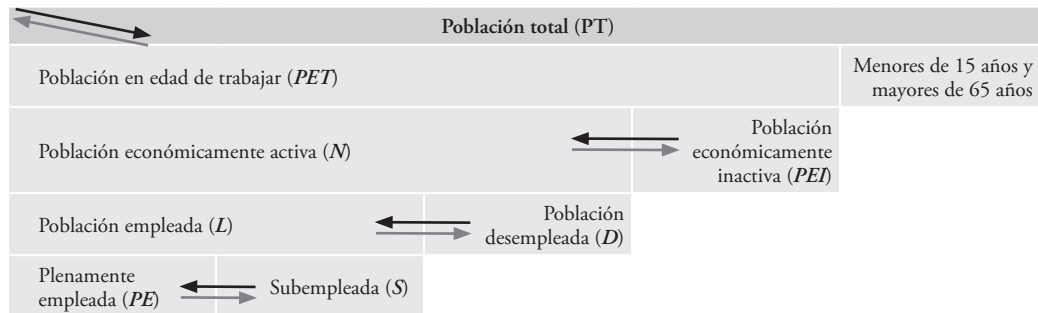 Población total (PT)
Población en edad de trabajar (PET)
Menores de 15 años y
mayores de 65 años
Población económicamente activa (N)
Población
económicamente
inactiva (PEI)
Población empleada (L)
Población
desempleada (D)
Plenamente
empleada (PE)
Subempleada (S)